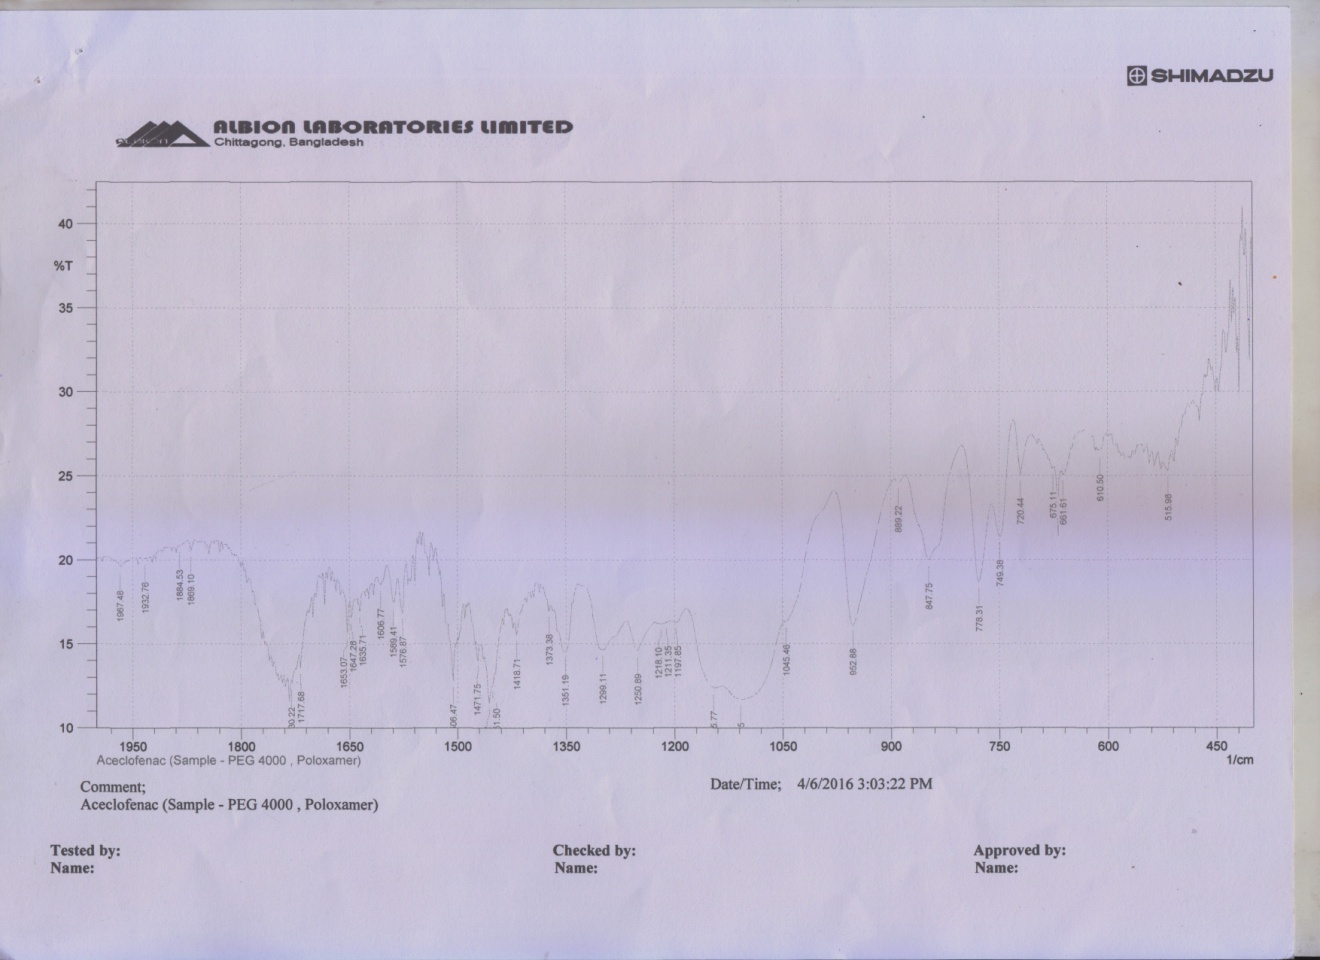 SHIMADZU
ALBION LABORATORIES LIMITED
Chittagong, Bangladesh
40
%T
35
30
25
20
15
10
1967.48
1932.76
1884.53
1869.10
1717.68
1653.07
1647.28
1635.71
1606.77
1589.41
1576.87
1471.75
1418.71
1373.38
1351.19
1299.11
1250.89
1218.10
1211.35
1197.85
1045.46
952.88
889.22
847.75
778.31
749.38
720.44
675.11
661.61
610.50
515.98
1950 1800 1650 1500 1350 1200 1050 900 750 600 450
1/cm
Aceclofenac (Sample - PEG 4000 , Poloxamer)
Comment;
Aceclofenac (Sample - PEG 4000 , Poloxamer)
Date/Time; 4/6/2016 3:03:22 PM
Tested by:
Name:
Checked by:
Name:
Approved by:
Name: